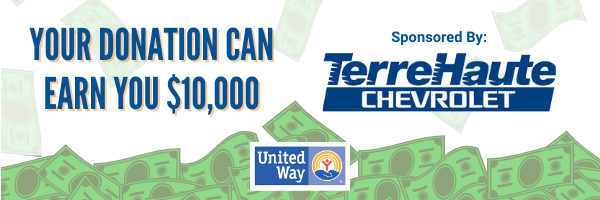 YOUR DONATION CAN
EARN YOU $10,000
Sponsored By:
TerreHaute
CHEVROLET
United
Way